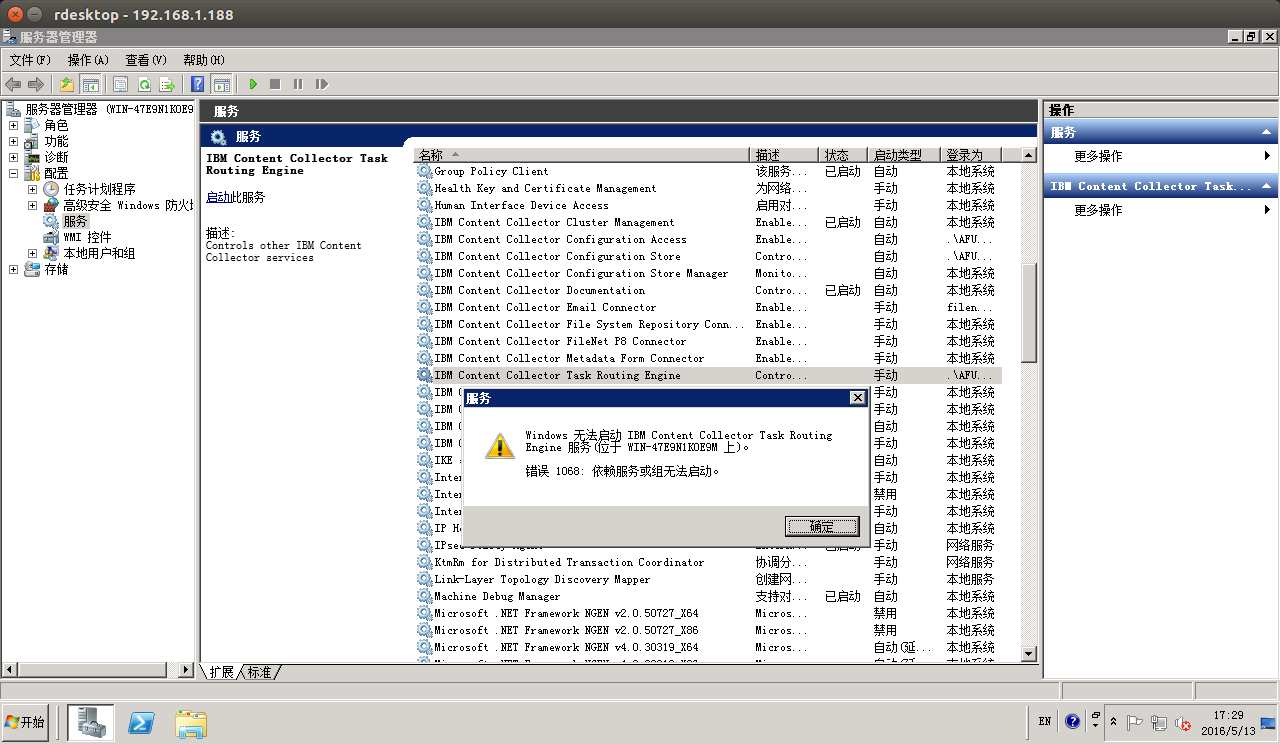 rdesktop - 192.168.1.188
服务器管理器
文件(F) 操作(A) 查看(V) 帮助(H)
服务器管理器 (WIN-47E9N1KOE9
角色
功能
诊断
配置
任务计划程序
高级安全 Windows 防火墙
服务
WMI 控件
本地用户和组
存储
服务
服务
IBM Content Collector Task
Routing Engine
启动此服务
描述:
Controls other IBM Content
Collector services
名称 描述 状态 启动类型 登录为
Group Policy Client 该服务... 已启动 自动 本地系统
Health Key and Certificate Management 为网络... 手动 本地系统
Human Interface Device Access 启用对... 手动 本地系统
IBM Content Collector Cluster Management Enable... 已启动 自动 本地系统
IBM Content Collector Configuration Access Enable... 自动 .\AFU...
IBM Content Collector Configuration Store Contro... 自动 .\AFU...
IBM Content Collector Configuration Store Manager Monito... 自动 本地系统
IBM Content Collector Documentation Contro... 已启动 自动 本地系统
IBM Content Collector Email Connector Enable... 手动 filen...
IBM Content Collector File System Repository Conn... Enable... 手动 本地系统
IBM Content Collector FileNet P8 Connector Enable... 手动 本地系统
IBM Content Collector Metadata Form Connector Enable... 手动 本地系统
IBM Content Collector Task Routing Engine Contro... 手动 .\AFU...
IBM 手动 本地系统
IBM 手动 本地系统
IBM 自动 本地系统
IBM 手动 本地系统
IKE 自动 本地系统
Inte 手动 本地系统
Inte 禁用 本地系统
Inte 手动 本地系统
IP H 自动 本地系统
IPse 已启动 手动 网络服务
KtmRm for Distributed Transaction Coordinator 协调分... 手动 网络服务
Link-Layer Topology Discovery Mapper 创建网... 手动 本地服务
Machine Debug Manager 支持对... 已启动 自动 本地系统
Microsoft .NET Framework NGEN v2.0.50727_X64 Micros... 禁用 本地系统
Microsoft .NET Framework NGEN v2.0.50727_X86 Micros... 禁用 本地系统
Microsoft .NET Framework NGEN v4.0.30319_X64 Micros... 自动(延... 本地系统
服务
Windows 无法启动 IBM Content Collector Task Routing
Engine 服务(位于 WIN-47E9N1KOE9M 上)。
错误 1068: 依赖服务或组无法启动。
确定
扩展 标准
操作
服务
更多操作
IBM Content Collector Task...
更多操作
开始
EN
17:29
2016/5/13